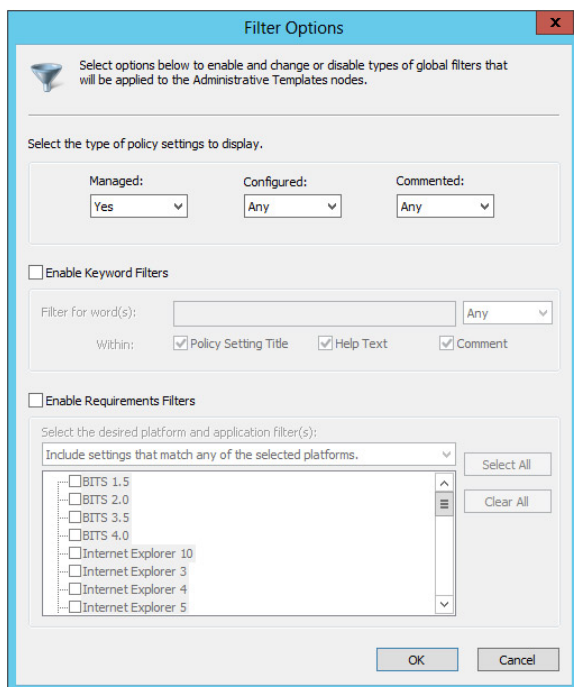 Filter Options
x
Select options below to enable and change or disable types of global filters that
will be applied to the Administrative Templates nodes.
Select the type of policy settings to display.
Managed: Configured: Commented:
Yes Any Any
Enable Keyword Filters
Filter for word(s): Any
Within: Policy Setting Title Help Text Comment
Enable Requirements Filters
Select the desired platform and application filter(s):
Include settings that match any of the selected platforms.
Select All
BITS 1.5
BITS 2.0
Clear All
BITS 3.5
BITS 4.0
Internet Explorer 10
Internet Explorer 3
Internet Explorer 4
Internet Explorer 5
OK Cancel